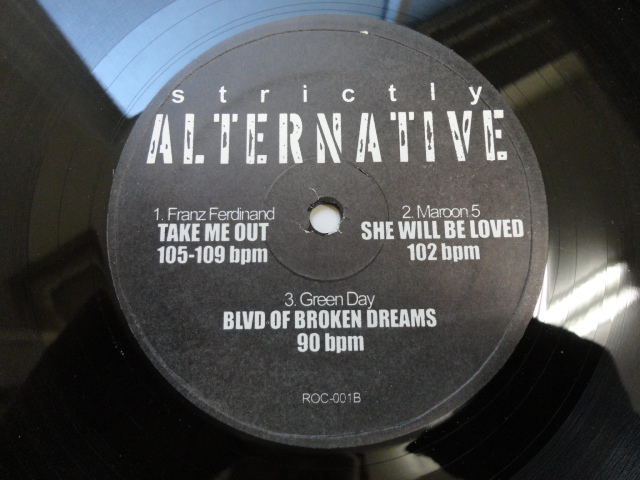 strictly
ALTERNATIVE
1. Franz Ferdinand
TAKE ME OUT
105-109 bpm
2. Maroon 5
SHE WILL BE LOVED
102 bpm
3. Green Day
BLVD OF BROKEN DREAMS
90 bpm
ROC-001B